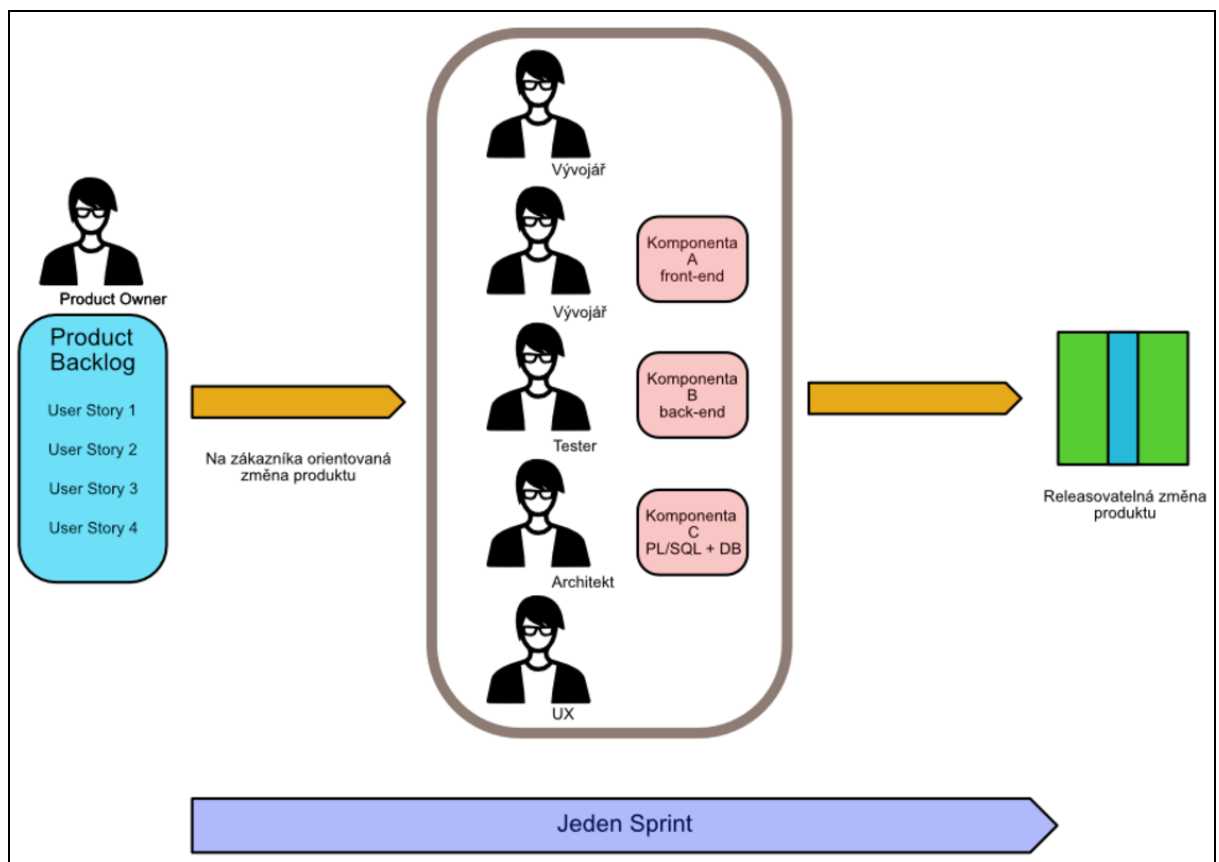 Product Owner
Product
Backlog
User Story 1
User Story 2
User Story 3
User Story 4
Na zákazníka orientovaná
změna produktu
Vývojář
Vývojář
Tester
Architekt
UX
Komponenta
A
front-end
Komponenta
B
back-end
Komponenta
C
PL/SQL + DB
Releasovatelná změna
produktu
Jeden Sprint